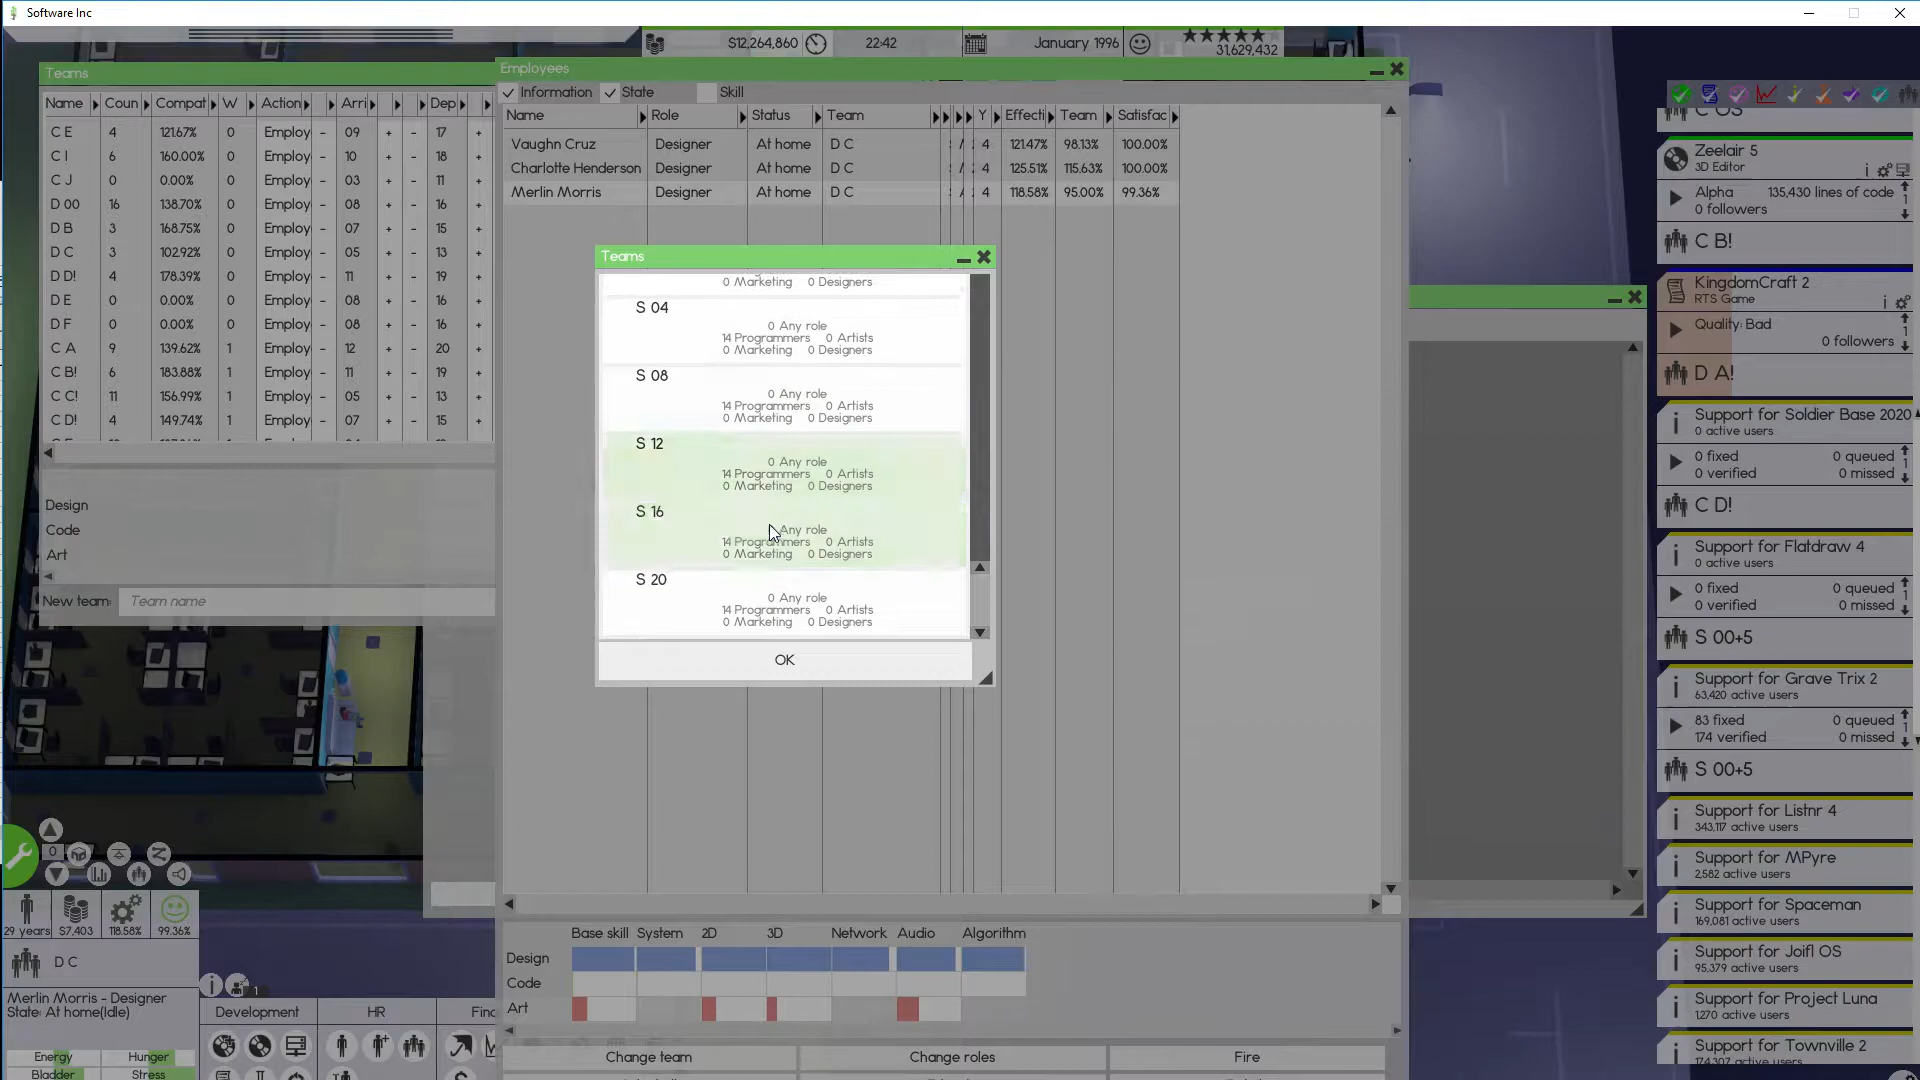 Software Inc
$12,264,860
22:42
January 1996
31,629,432
Teams
Name Coun Compat W Action Arri Dep
C E 4 121.67% 0 Employ - 09 + - 17 +
C I 6 160.00% 0 Employ - 10 + - 18 +
C J 0 0.00% 0 Employ - 03 + - 11 +
D 00 16 138.70% 0 Employ - 08 + - 16 +
D B 3 168.75% 0 Employ - 07 + - 15 +
D C 3 102.92% 0 Employ - 05 + - 13 +
D D! 4 178.39% 0 Employ - 11 + - 19 +
D E 0 0.00% 0 Employ - 08 + - 16 +
D F 0 0.00% 0 Employ - 08 + - 16 +
C A 9 139.62% 1 Employ - 12 + - 20 +
C B! 6 183.88% 1 Employ - 11 + - 19 +
C C! 11 156.99% 1 Employ - 05 + - 13 +
C D! 4 149.74% 1 Employ - 07 + - 15 +
Design
Code
Art
New team: Team name
Employees
Information State Skill
Name Role Status Team Y Effecti Team Satisfac
Vaughn Cruz Designer At home D C 4 121.47% 98.13% 100.00%
Charlotte Henderson Designer At home D C 4 125.51% 115.63% 100.00%
Merlin Morris Designer At home D C 4 118.58% 95.00% 99.36%
Teams
0 Marketing 0 Designers
S 04
0 Any role
14 Programmers 0 Artists
0 Marketing 0 Designers
S 08
0 Any role
14 Programmers 0 Artists
0 Marketing 0 Designers
S 12
0 Any role
14 Programmers 0 Artists
0 Marketing 0 Designers
S 16
Any role
14 Programmers 0 Artists
0 Marketing 0 Designers
S 20
0 Any role
14 Programmers 0 Artists
0 Marketing 0 Designers
OK
Base skill System 2D 3D Network Audio Algorithm
Design
Code
Art
Change team Change roles Fire
C OS
Zeelair 5
3D Editor
Alpha 135,430 lines of code
0 followers 1
C B!
KingdomCraft 2
RTS Game
Quality: Bad
0 followers 1
D A!
Support for Soldier Base 2020
0 active users
0 fixed 0 queued
0 verified 0 missed
1
C D!
Support for Flatdraw 4
0 active users
0 fixed 0 queued
0 verified 0 missed
1
S 00+5
Support for Grave Trix 2
63,420 active users
83 fixed 0 queued
174 verified 0 missed
1
S 00+5
Support for Listnr 4
343,117 active users
Support for MPyre
2,582 active users
Support for Spaceman
169,081 active users
Support for Joifl OS
95,379 active users
Support for Project Luna
1,270 active users
Support for Townville 2
174,307 active users
0
29 years $7,403 118.58% 99.36%
D C
1
Merlin Morris - Designer
State: At home(Idle)
Energy Hunger
Bladder Stress
Development HR Finc